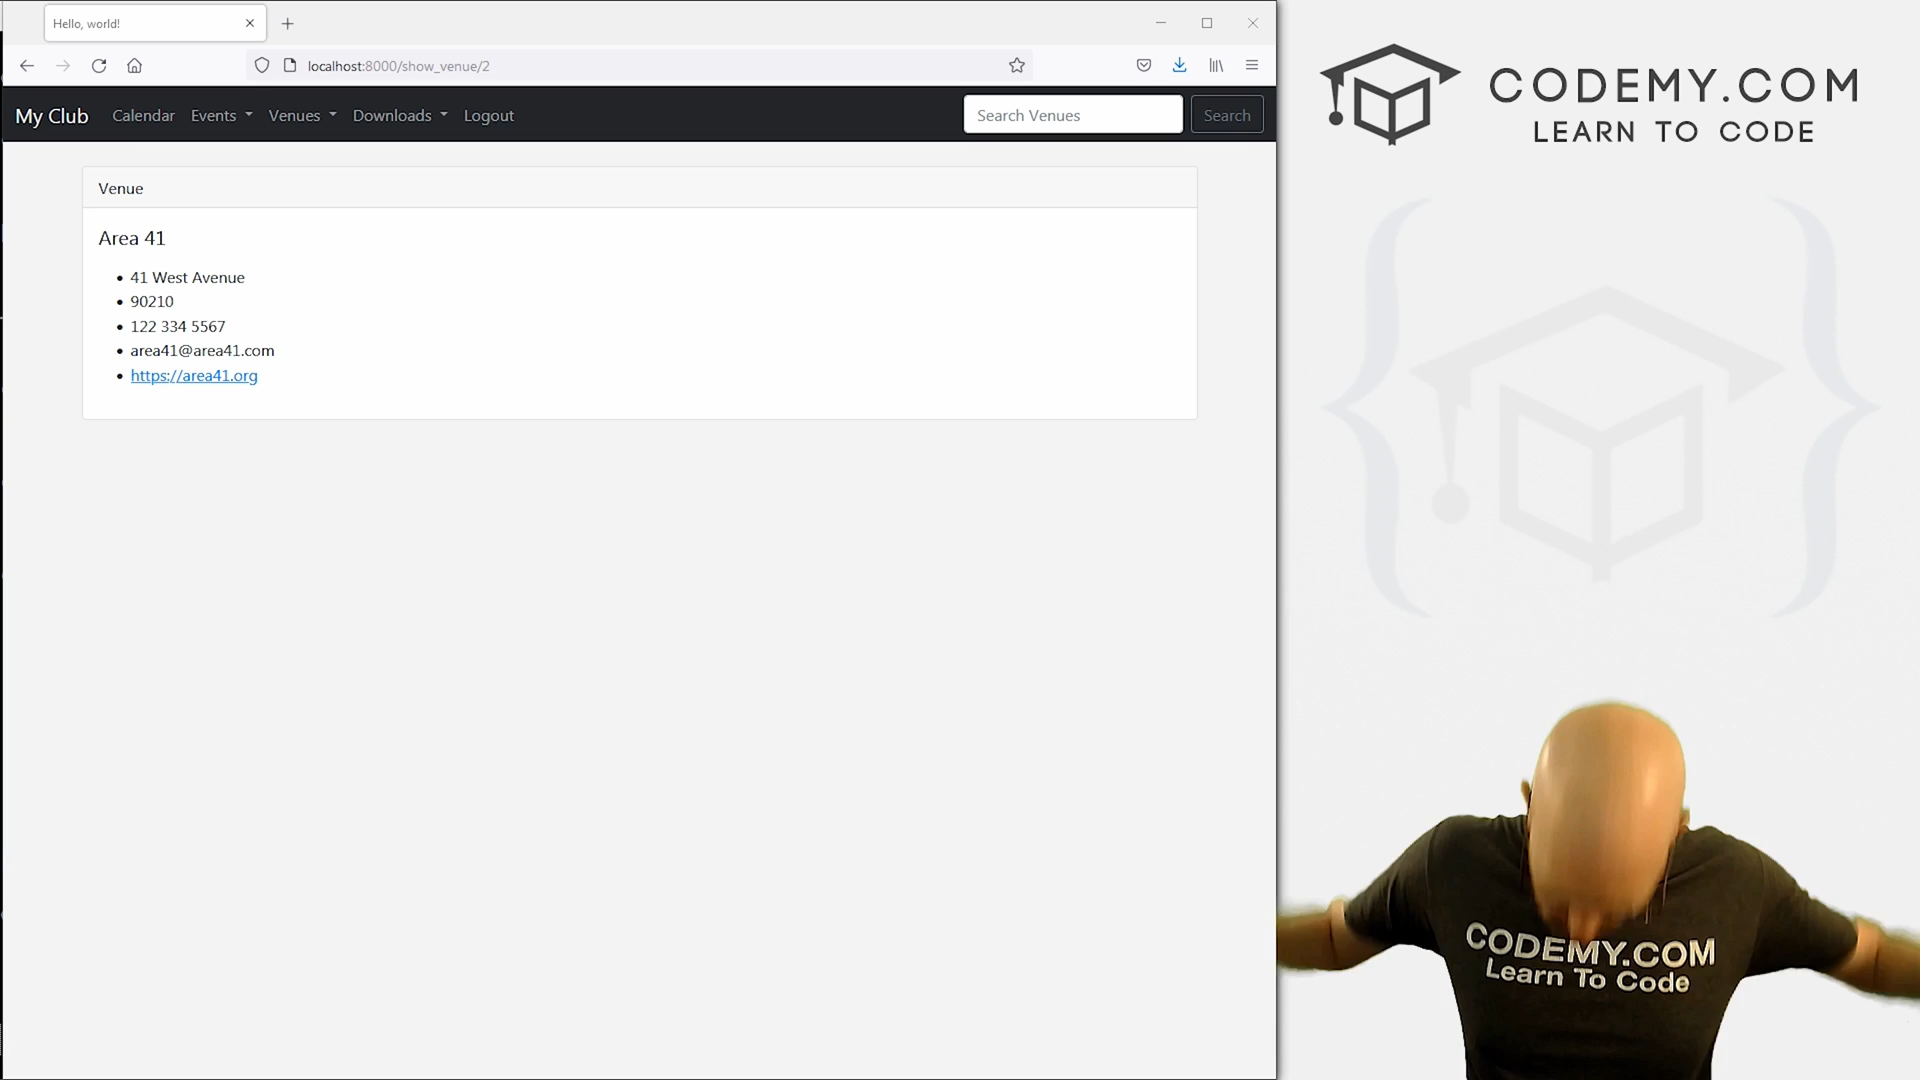 Hello, world!
localhost:8000/show_venue/2
My Club Calendar Events Venues Downloads Logout Search Venues Search
Venue
Area 41
41 West Avenue
90210
122 334 5567
area41@area41.com
https://area41.org
CODEMY.COM
LEARN TO CODE
CODEMY.COM
Learn To Code